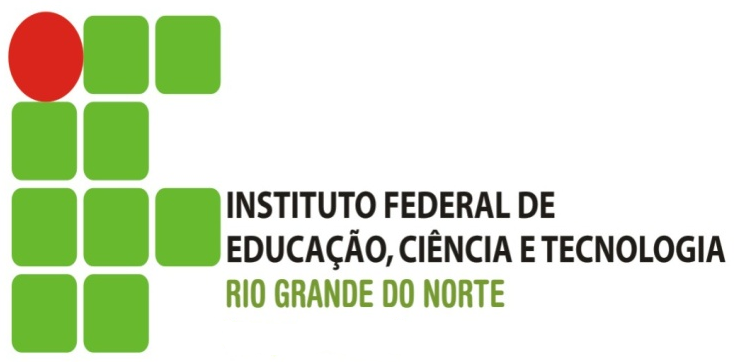 INSTITUTO FEDERAL DE
EDUCAÇÃO, CIÊNCIA E TECNOLOGIA
RIO GRANDE DO NORTE